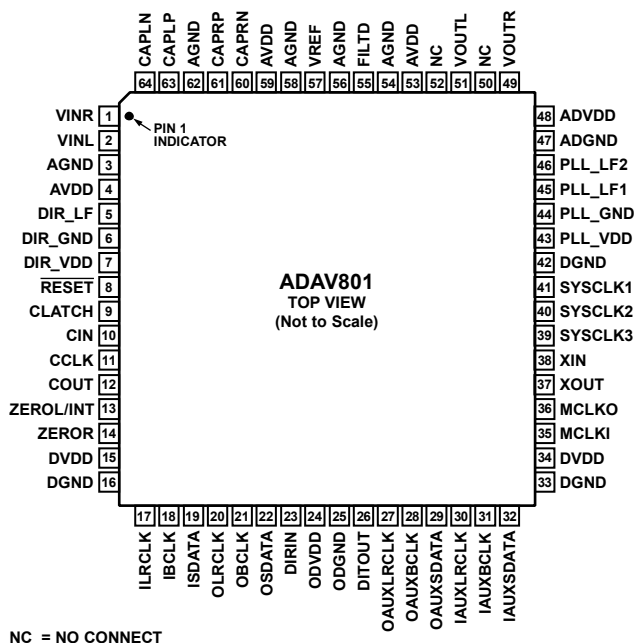 CAPLN
CAPLP
AGND
CAPRP
CAPRN
AVDD
AGND
VREF
AGND
FILTD
AGND
AVDD
NC
VOUTL
NC
VOUTR
64 63 62 61 60 59 58 57 56 55 54 53 52 51 50 49
VINR 1
VINL 2
AGND 3
AVDD 4
DIR_LF 5
DIR_GND 6
DIR_VDD 7
RESET 8
CLATCH 9
CIN 10
CCLK 11
COUT 12
ZEROL/INT 13
ZEROR 14
DVDD 15
DGND 16
PIN 1
INDICATOR
ADAV801
TOP VIEW
(Not to Scale)
48 ADVDD
47 ADGND
46 PLL_LF2
45 PLL_LF1
44 PLL_GND
43 PLL_VDD
42 DGND
41 SYSCLK1
40 SYSCLK2
39 SYSCLK3
38 XIN
37 XOUT
36 MCLKO
35 MCLKI
34 DVDD
33 DGND
17 18 19 20 21 22 23 24 25 26 27 28 29 30 31 32
ILRCLK
IBCLK
ISDATA
OLRCLK
OBCLK
OSDATA
DIRIN
ODVDD
ODGND
DITOUT
OAUXLRCLK
OAUXBCLK
OAUXSDATA
IAUXLRCLK
IAUXBCLK
IAUXSDATA
NC = NO CONNECT